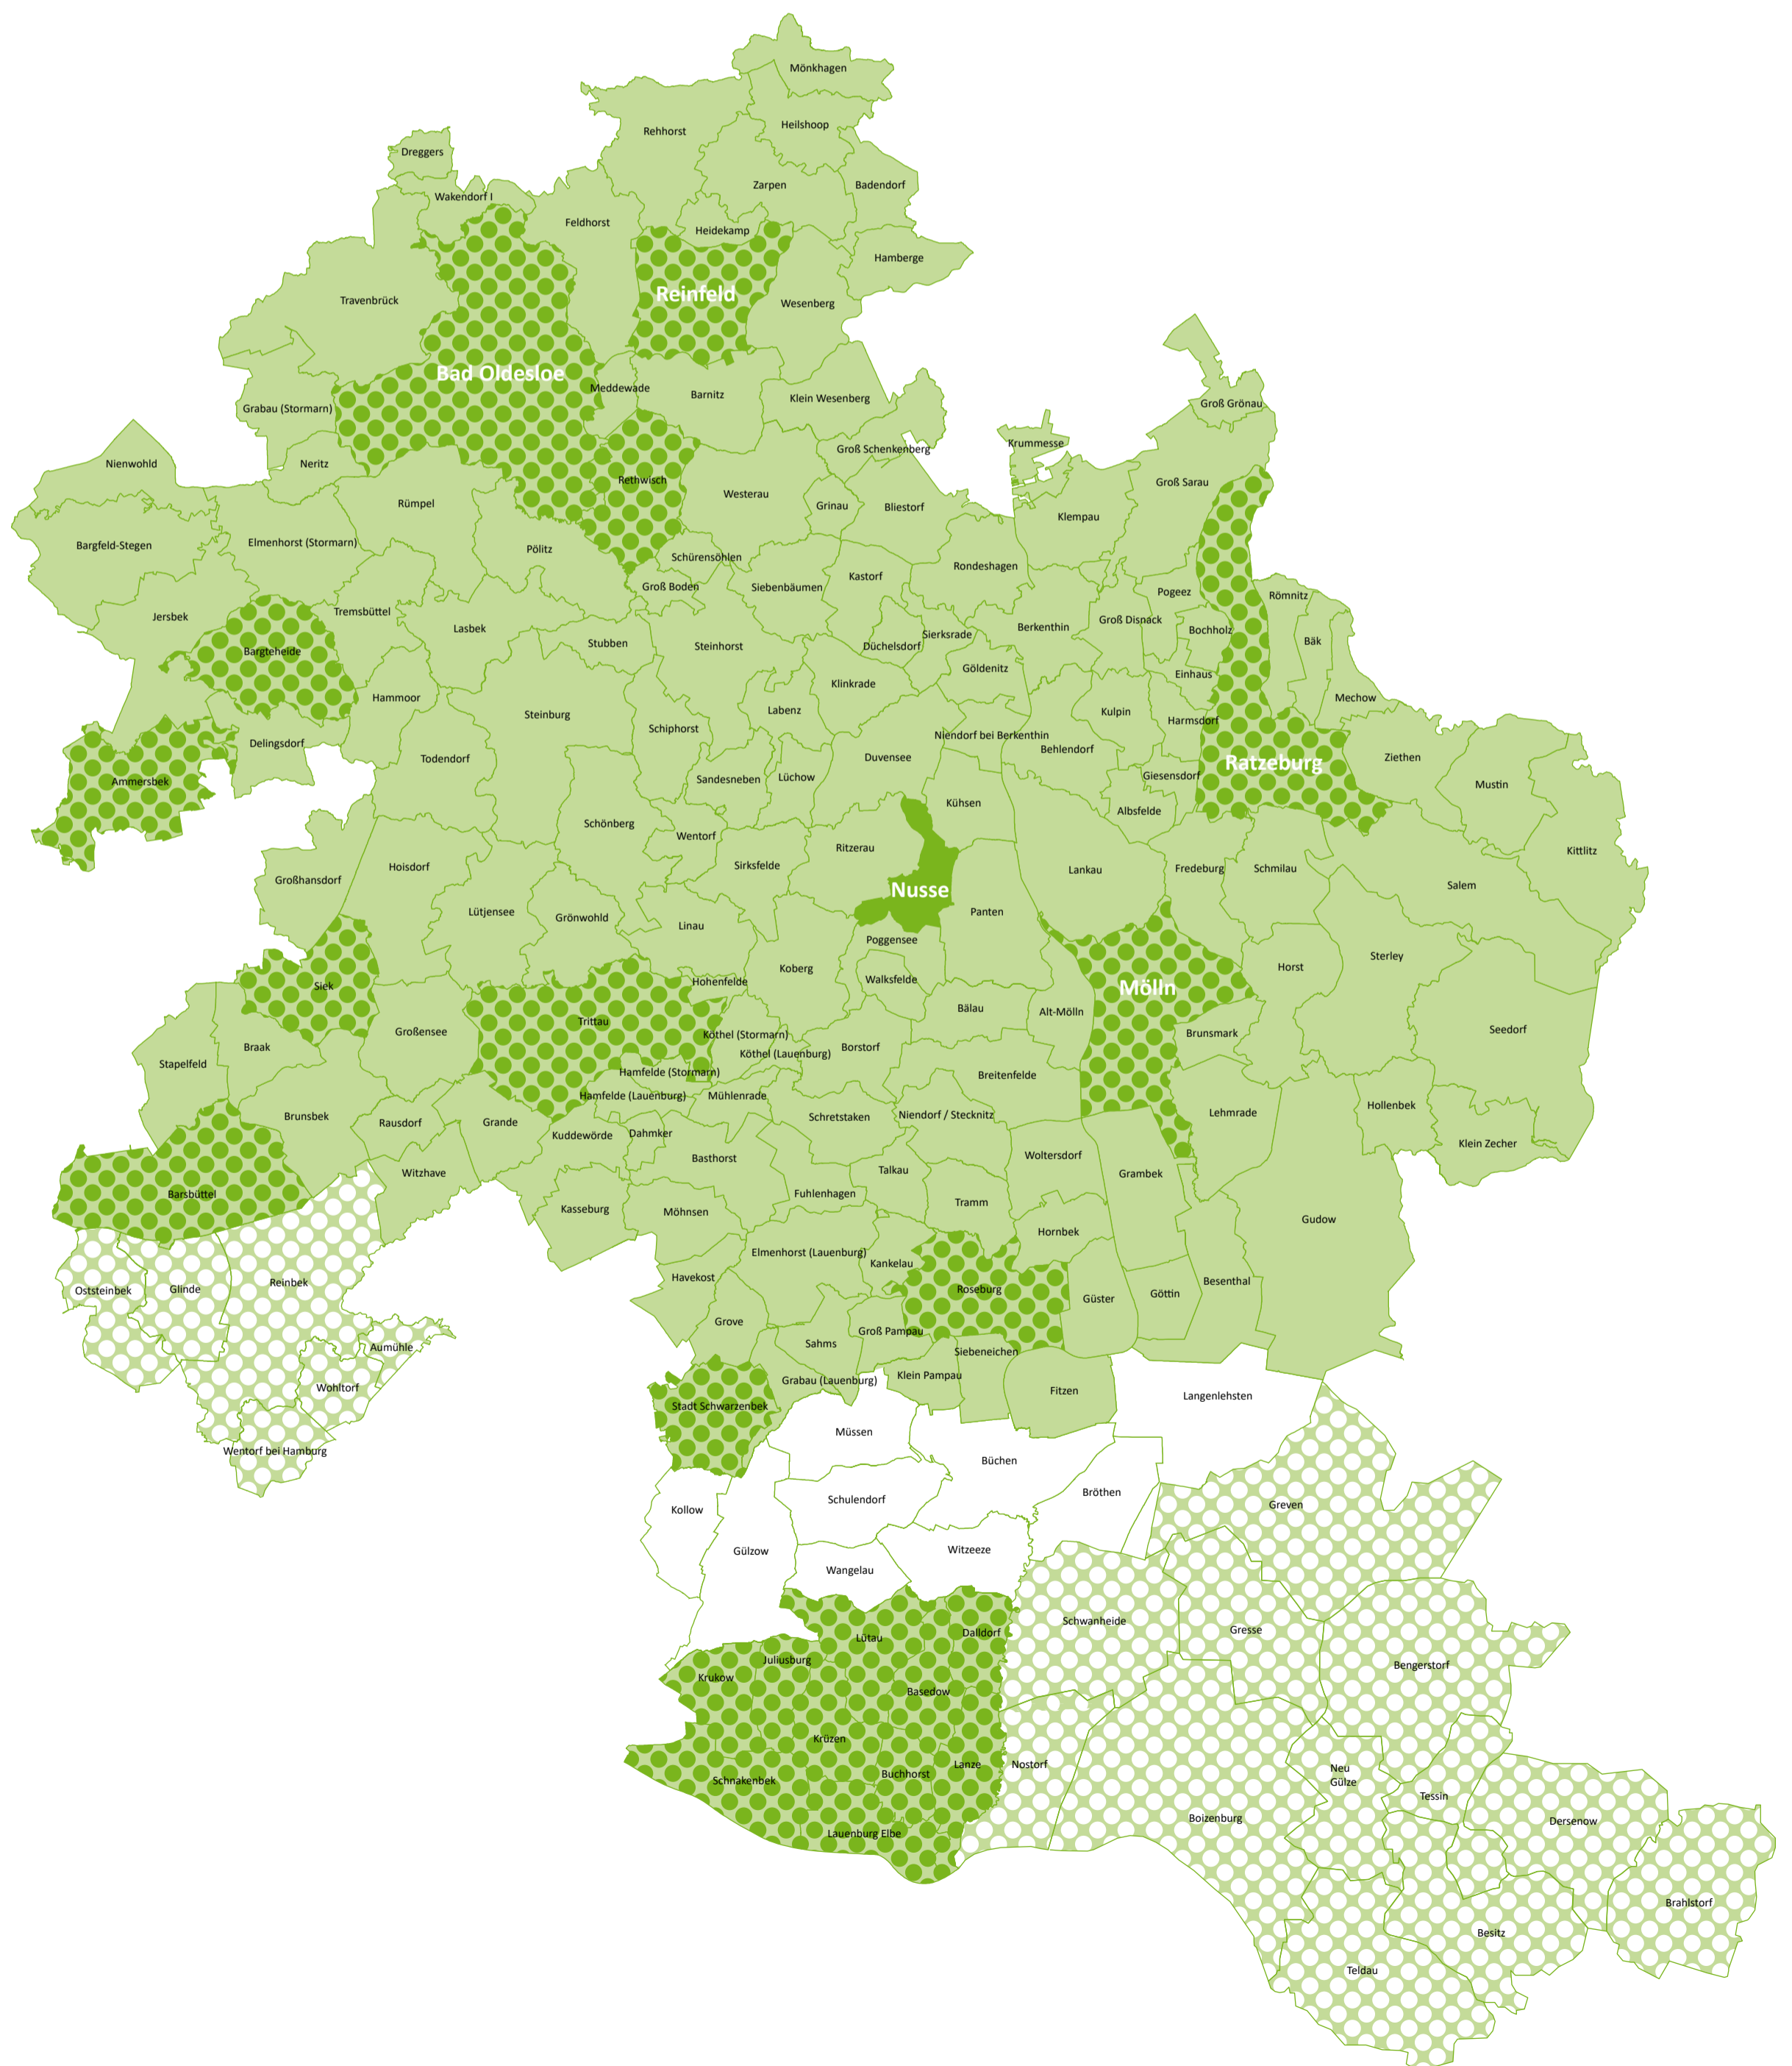 Mönkhagen
Heilshoop
Rehhorst
Dreggers
Zarpen
Badendorf
Wakendorf I
Feldhorst
Heidekamp
Hamberge
Reinfeld
Travenbrück
Wesenberg
Bad Oldesloe
Meddewade
Barnitz
Klein Wesenberg
Groß Grönau
Grabau (Stormarn)
Krummesse
Groß Schenkenberg
Nienwohld
Neritz
Rethwisch
Groß Sarau
Westerau
Rümpel
Grinau
Bliestorf
Klempau
Bargfeld-Stegen
Elmenhorst (Stormarn)
Pölitz
Schürensöhlen
Rondeshagen
Kastorf
Groß Boden
Siebenbäumen
Pogeez
Römnitz
Jersbek
Tremsbüttel
Groß Disnack
Lasbek
Berkenthin
Bochholz
Sierksrade
Bäk
Stubben
Steinhorst
Düchelsdorf
Bargteheide
Göldenitz
Einhaus
Klinkrade
Hammoor
Mechow
Labenz
Kulpin
Steinburg
Harmsdorf
Schiphorst
Niendorf bei Berkenthin
Delingsdorf
Behlendorf
Todendorf
Duvensee
Ziethen
Ratzeburg
Giesensdorf
Ammersbek
Sandesneben
Lüchow
Mustin
Kühsen
Albsfelde
Schönberg
Wentorf
Ritzerau
Kittlitz
Hoisdorf
Sirksfelde
Lankau
Fredeburg
Schmilau
Großhansdorf
Salem
Nusse
Lütjensee
Grönwohld
Panten
Linau
Poggensee
Sterley
Koberg
Horst
Walksfelde
Hohenfelde
Siek
Mölln
Bälau
Alt-Mölln
Trittau
Großensee
Köthel (Stormarn)
Brunsmark
Seedorf
Braak
Köthel (Lauenburg)
Borstorf
Stapelfeld
Hamfelde (Stormarn)
Breitenfelde
Hamfelde (Lauenburg)
Mühlenrade
Hollenbek
Brunsbek
Rausdorf
Grande
Schretstaken
Niendorf / Stecknitz
Lehmrade
Kuddewörde
Dahmker
Klein Zecher
Basthorst
Woltersdorf
Witzhave
Talkau
Grambek
Barsbüttel
Fuhlenhagen
Tramm
Kasseburg
Möhnsen
Gudow
Hornbek
Elmenhorst (Lauenburg)
Kankelau
Havekost
Reinbek
Besenthal
Oststeinbek
Glinde
Roseburg
Göttin
Güster
Grove
Groß Pampau
Sahms
Aumühle
Siebeneichen
Klein Pampau
Grabau (Lauenburg)
Wohltorf
Fitzen
Langenlehsten
Stadt Schwarzenbek
Müssen
Wentorf bei Hamburg
Büchen
Bröthen
Schulendorf
Greven
Kollow
Gülzow
Witzeeze
Wangelau
Schwanheide
Gresse
Dalldorf
Lütau
Juliusburg
Bengerstorf
Krukow
Basedow
Krüzen
Lanze
Nostorf
Neu
Gülze
Buchhorst
Schnakenbek
Tessin
Boizenburg
Dersenow
Lauenburg Elbe
Brahlstorf
Besitz
Teldau